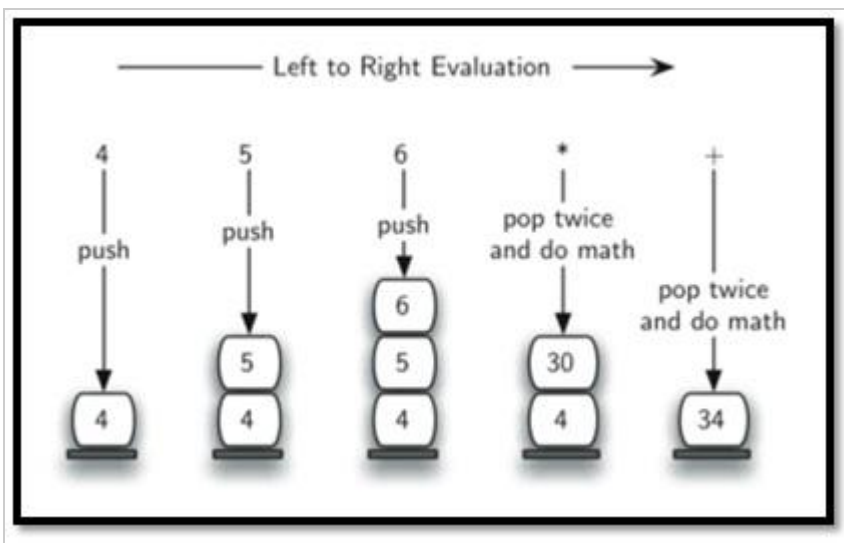 Left to Right Evaluation
4 5 6 * +
push
push
push
pop twice
and do math
pop twice
and do math
6
5 5 30
4 4 4 4 34